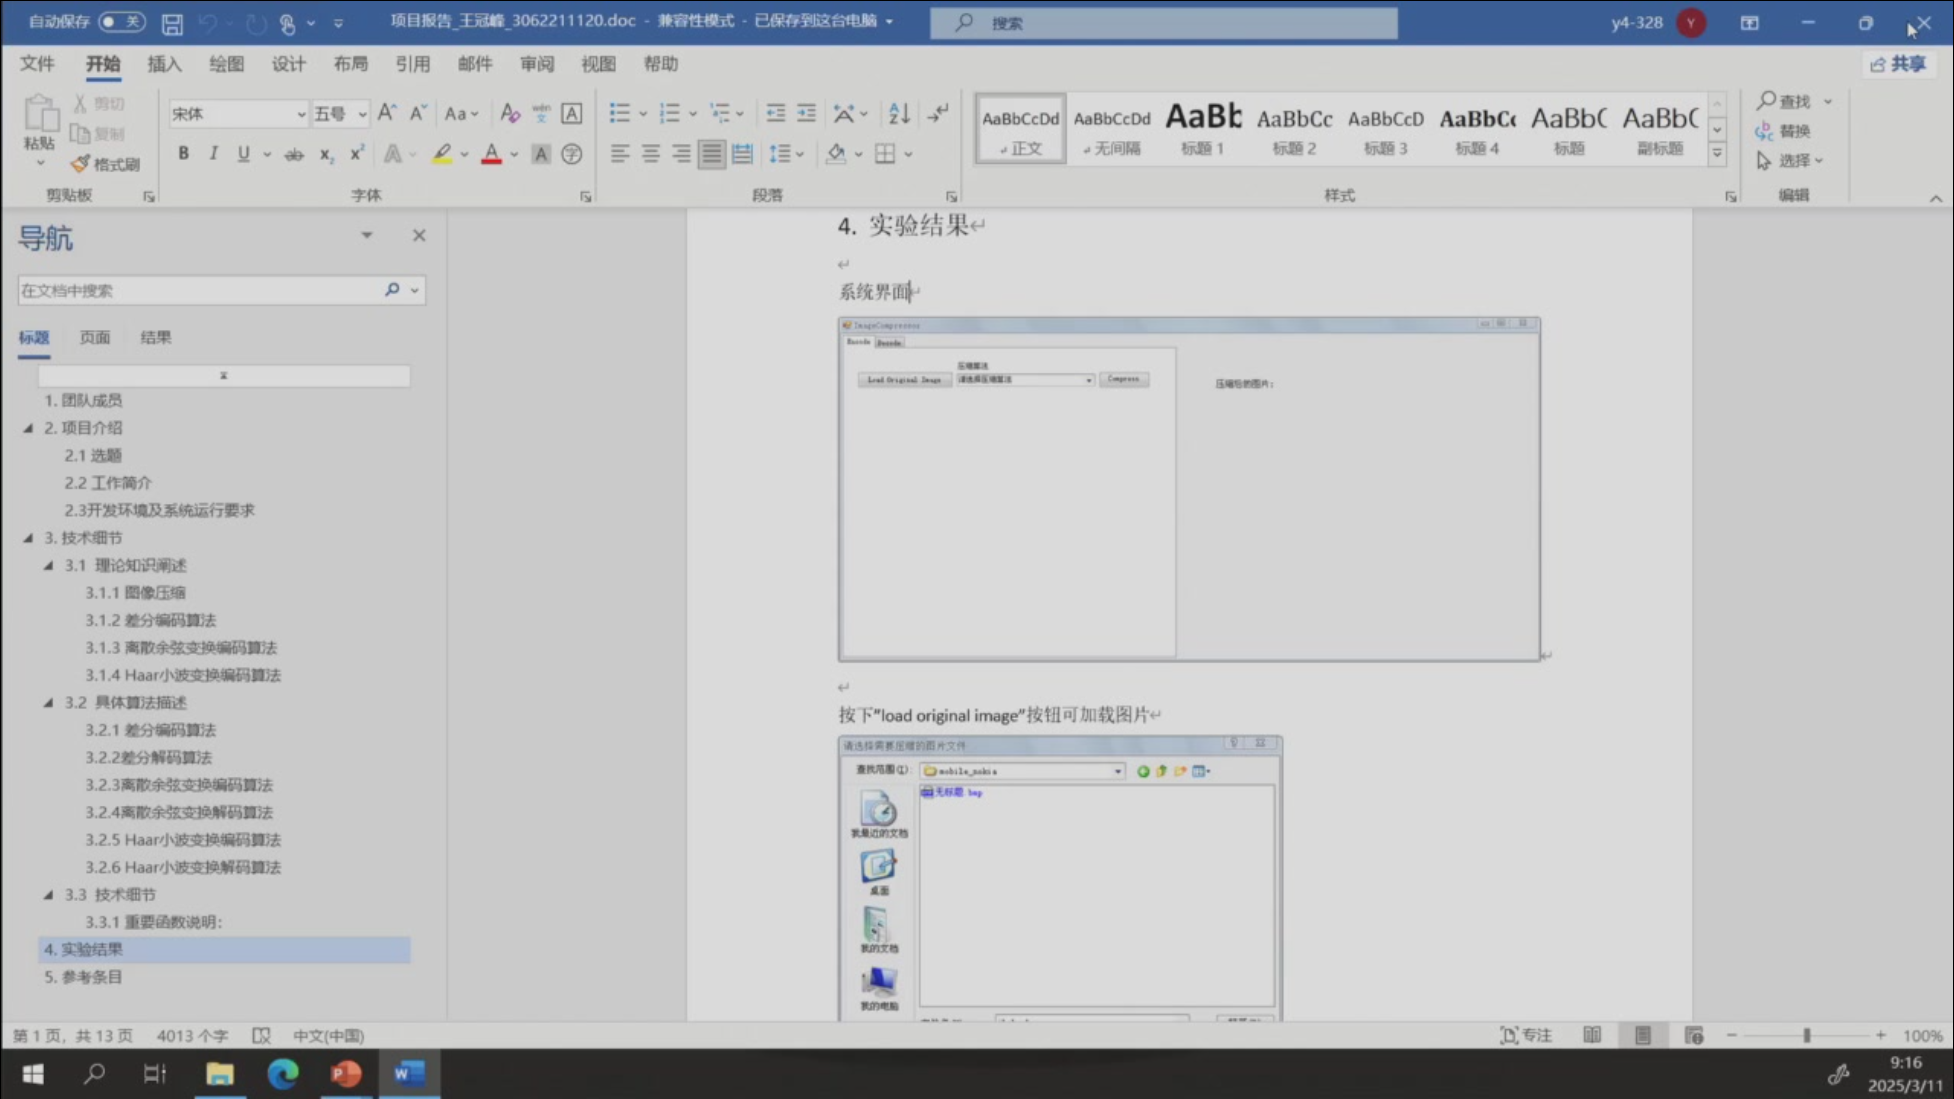 自动保存 关 项目报告_王冠峰_3062211120.doc - 兼容性模式 - 已保存到这台电脑 搜索 y4-328 Y
文件 开始 插入 绘图 设计 布局 引用 邮件 审阅 视图 帮助 共享
粘贴 剪切
复制
格式刷
剪贴板
宋体 五号 Aa
字体
段落
AaBbCcDd AaBbCcDd AaBb AaBbCc AaBbCcD AaBbCc AaBbC AaBbC
正文 无间隔 标题 1 标题 2 标题 3 标题 4 标题 副标题
样式
查找
替换
选择
编辑
导航
在文档中搜索
标题 页面 结果
1. 团队成员
2. 项目介绍
2.1 选题
2.2 工作简介
2.3开发环境及系统运行要求
3. 技术细节
3.1 理论知识阐述
3.1.1 图像压缩
3.1.2 差分编码算法
3.1.3 离散余弦变换编码算法
3.1.4 Haar小波变换编码算法
3.2 具体算法描述
3.2.1 差分编码算法
3.2.2差分解码算法
3.2.3离散余弦变换编码算法
3.2.4离散余弦变换解码算法
3.2.5 Haar小波变换编码算法
3.2.6 Haar小波变换解码算法
3.3 技术细节
3.3.1 重要函数说明:
4. 实验结果
5. 参考条目
4. 实验结果
系统界面
ImageCompressor
Encode Decode
压缩算法
Load Original Image 请选择压缩算法 Compress
压缩后的图片:
按下"load original image"按钮可加载图片
请选择需要压缩的图片文件
查找范围(I): mobile_nokia
无标题 bmp
我最近的文档
桌面
我的文档
我的电脑
第 1 页, 共 13 页 4013 个字 中文(中国) 专注 100%
9:16
2025/3/11